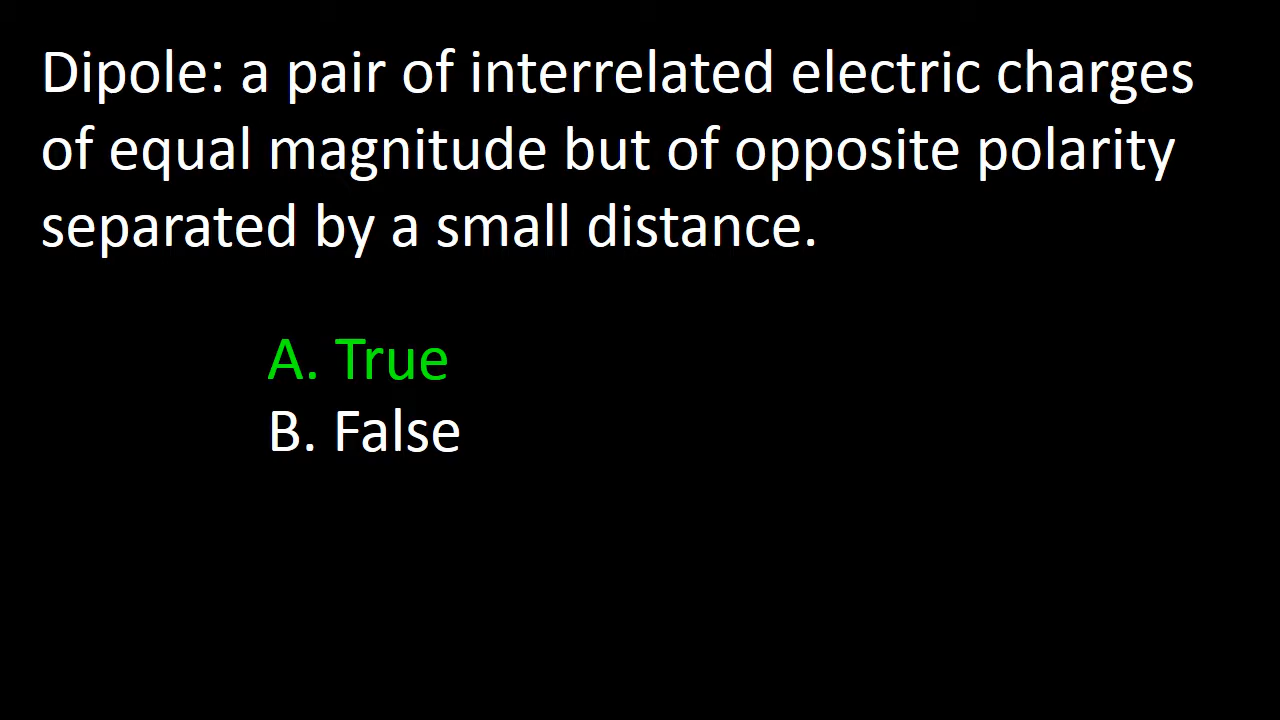 Dipole: a pair of interrelated electric charges
of equal magnitude but of opposite polarity
separated by a small distance.
A. True
B. False